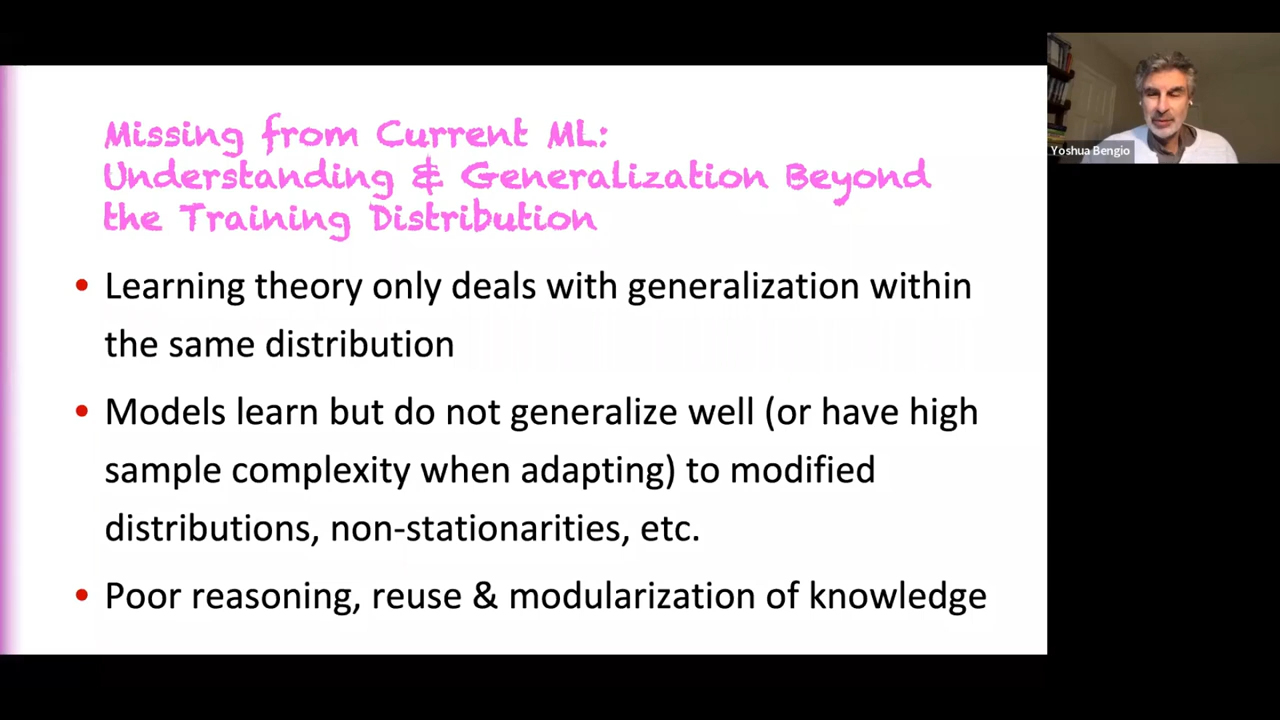 Missing from Current ML:
Understanding & Generalization Beyond
the Training Distribution
• Learning theory only deals with generalization within
the same distribution
• Models learn but do not generalize well (or have high
sample complexity when adapting) to modified
distributions, non-stationarities, etc.
• Poor reasoning, reuse & modularization of knowledge
Yoshua Bengio